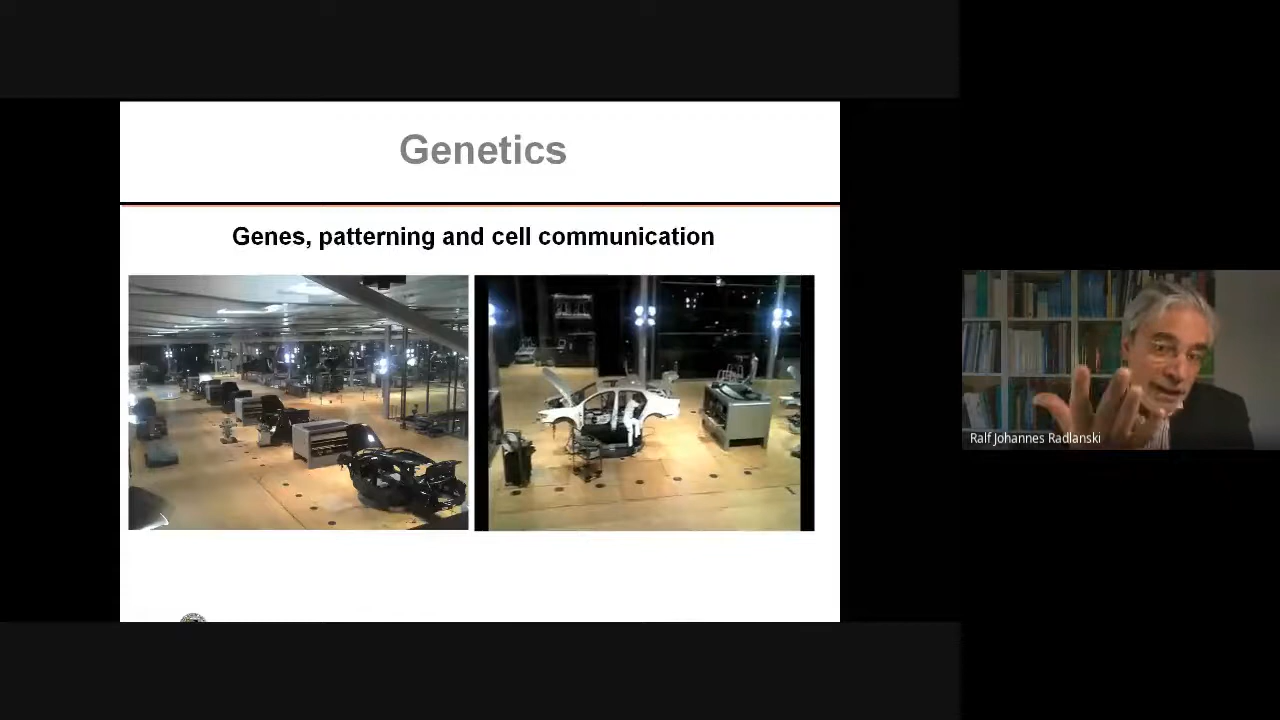 Genetics
Genes, patterning and cell communication
Ralf Johannes Radlanski